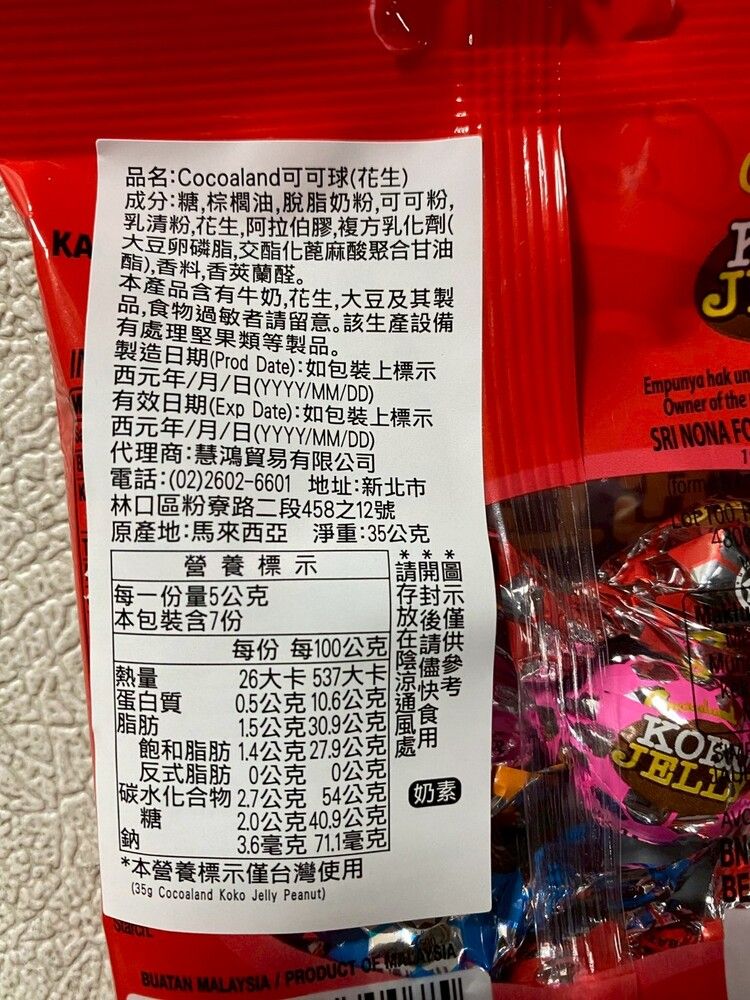 品名:Cocoaland可可球(花生)
成分:糖,棕櫚油,脫脂奶粉,可可粉,
乳清粉,花生,阿拉伯膠,複方乳化劑(
大豆卵磷脂,交酯化蓖麻酸聚合甘油
酯),香料,香莢蘭醛。
本產品含有牛奶,花生,大豆及其製
品,食物過敏者請留意。該生產設備
有處理堅果類等製品。
製造日期(Prod Date):如包裝上標示
西元年/月/日(YYYY/MM/DD)
有效日期(Exp Date):如包裝上標示
西元年/月/日(YYYY/MM/DD)
代理商:慧鴻貿易有限公司
電話:(02)2602-6601 地址:新北市
林口區粉寮路二段458之12號
原產地:馬來西亞 淨重:35公克
營養標示
每一份量5公克
本包裝含7份
每份 每100公克
熱量 26大卡 537大卡
蛋白質 0.5公克 10.6公克
脂肪 1.5公克 30.9公克
飽和脂肪 1.4公克 27.9公克
反式脂肪 0公克 0公克
碳水化合物 2.7公克 54公克
糖 2.0公克 40.9公克
鈉 3.6毫克 71.1毫克
*圖示僅供參考
*開封後請儘快食用
*請存放在陰涼通風處
奶素
*本營養標示僅台灣使用
(35g Cocoaland Koko Jelly Peanut)
BUATAN MALAYSIA / PRODUCT OF MALAYSIA
KA
Empunya hak
Owner of the
SRI NONA
Cocoaland
KOKO
JELLY